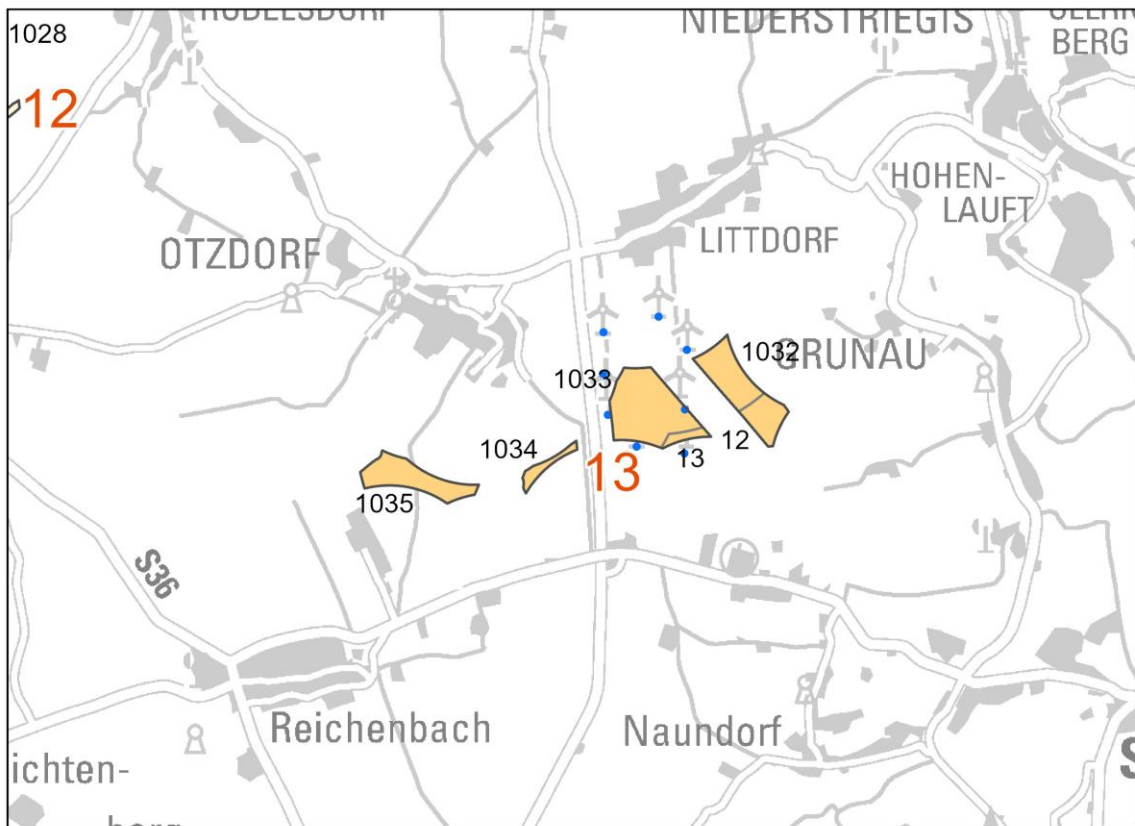 NIEDERSTRIEGIS
BERG
1028
12
HOHEN-
LAUFT
OTZDORF
LITTDORF
1032
GRUNAU
1033
12
1034
13
13
1035
S36
Reichenbach
Naundorf
S
ichten-